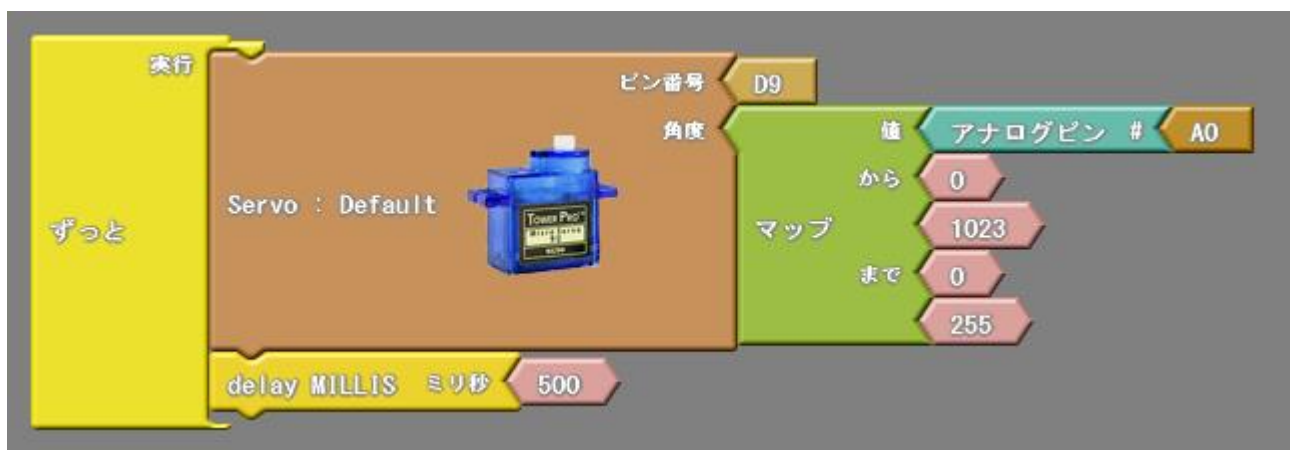 実行
ピン番号 D9
角度
値 アナログピン # A0
から 0
Servo : Default
TOWER PRO
ずっと
マップ
1023
まで 0
255
delay MILLIS ミリ秒 500